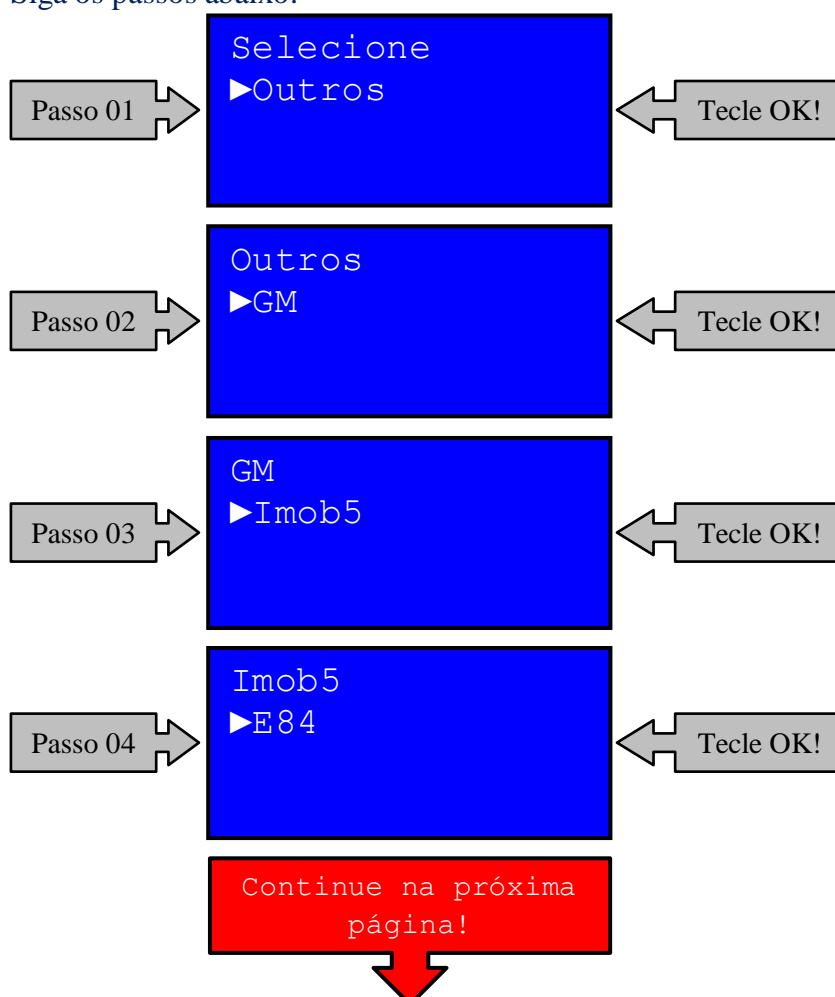 Siga os passos abaixo:
Selecione
►Outros
Passo 01
Tecle OK!
Outros
►GM
Passo 02
Tecle OK!
GM
►Imob5
Passo 03
Tecle OK!
Imob5
►E84
Passo 04
Tecle OK!
Continue na próxima
página!